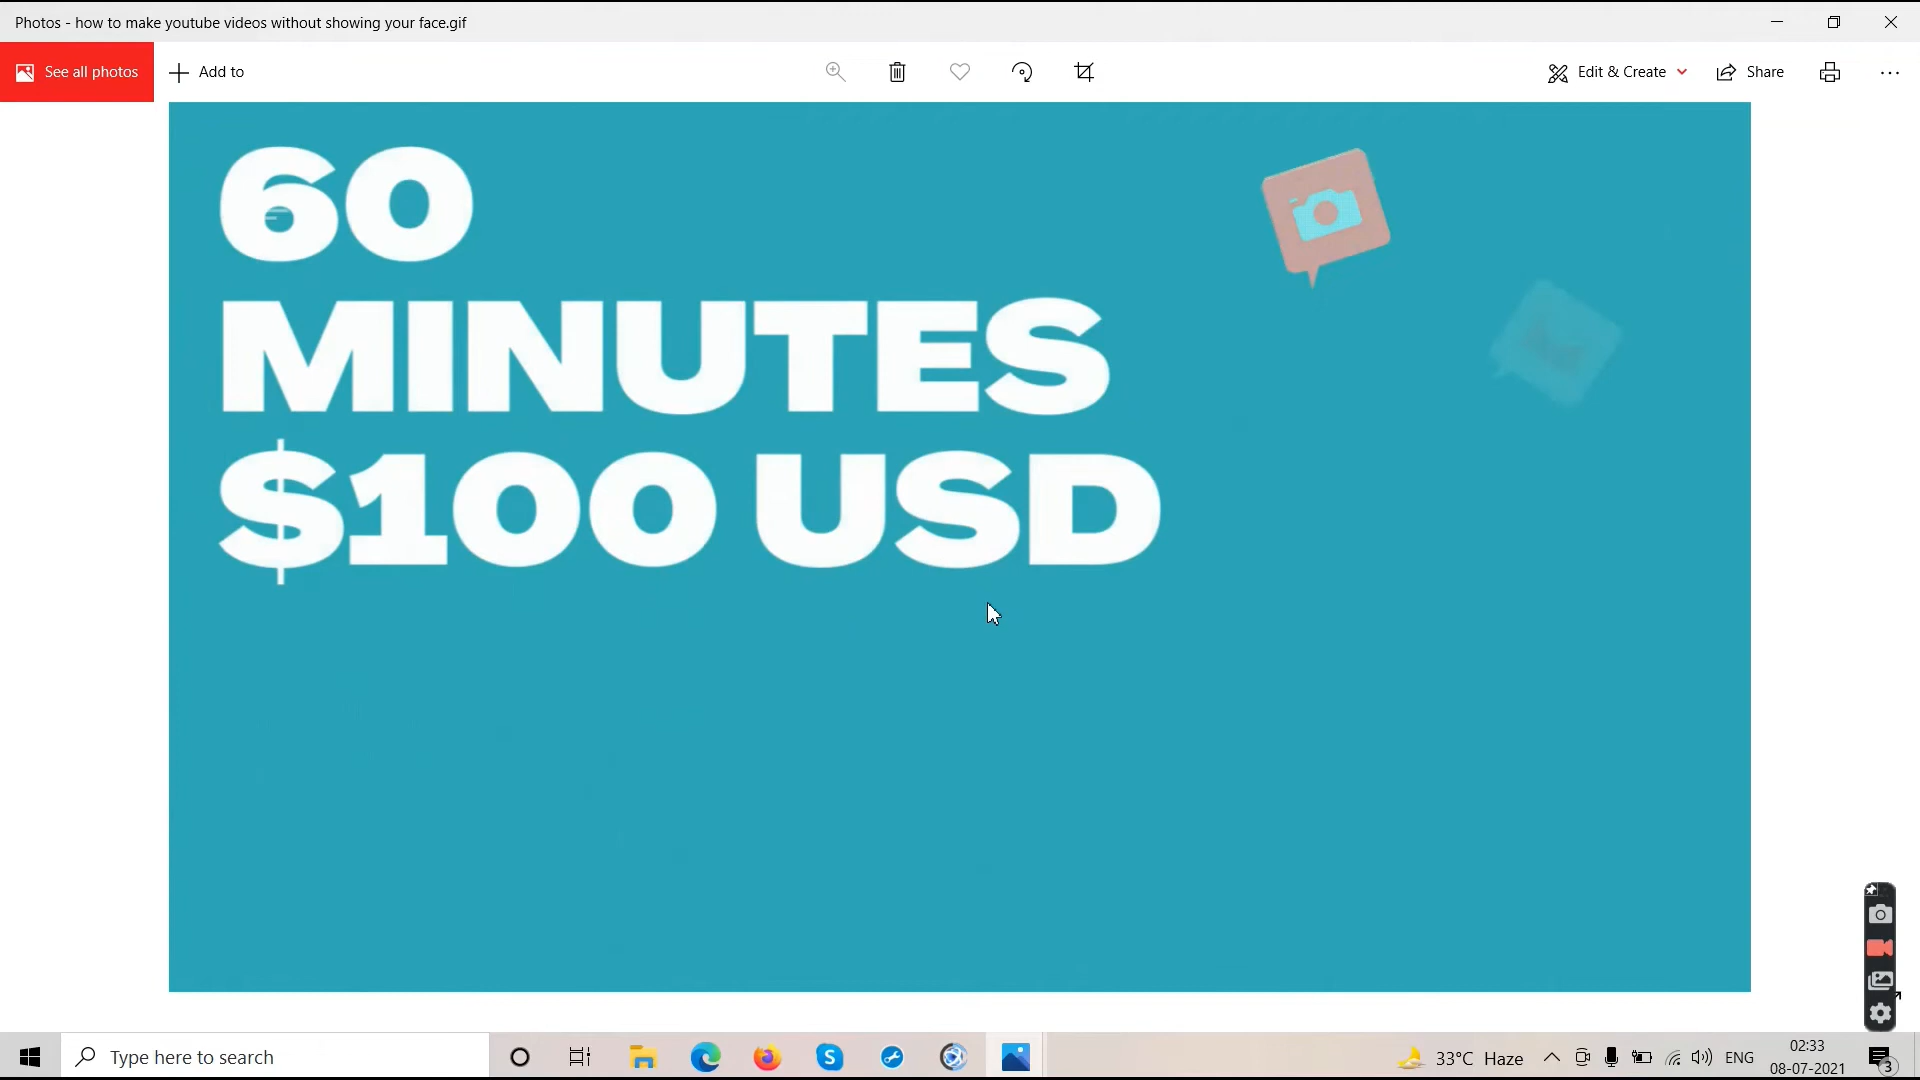 Photos - how to make youtube videos without showing your face.gif
See all photos
Add to
Edit & Create
Share
60
MINUTES
$100 USD
Type here to search
33°C Haze
ENG
02:33
08-07-2021
3